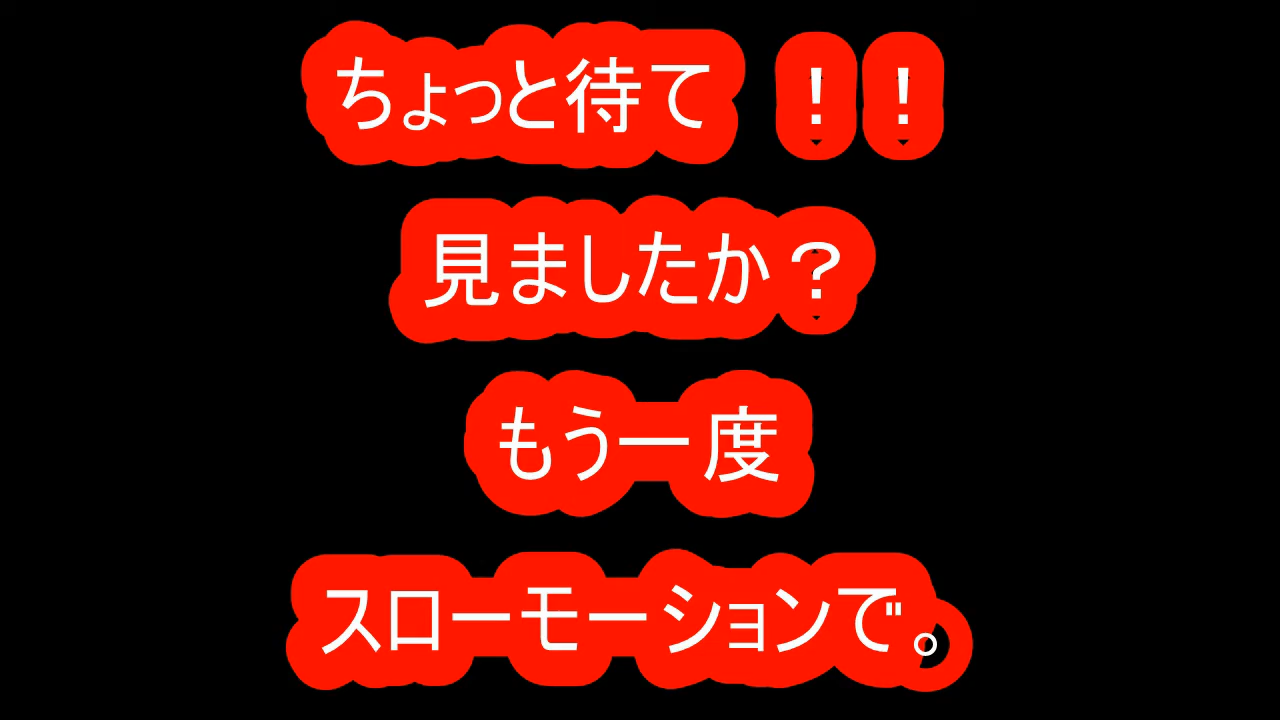 ちょっと待て　！！
見ましたか？
もう一度
スローモーションで。